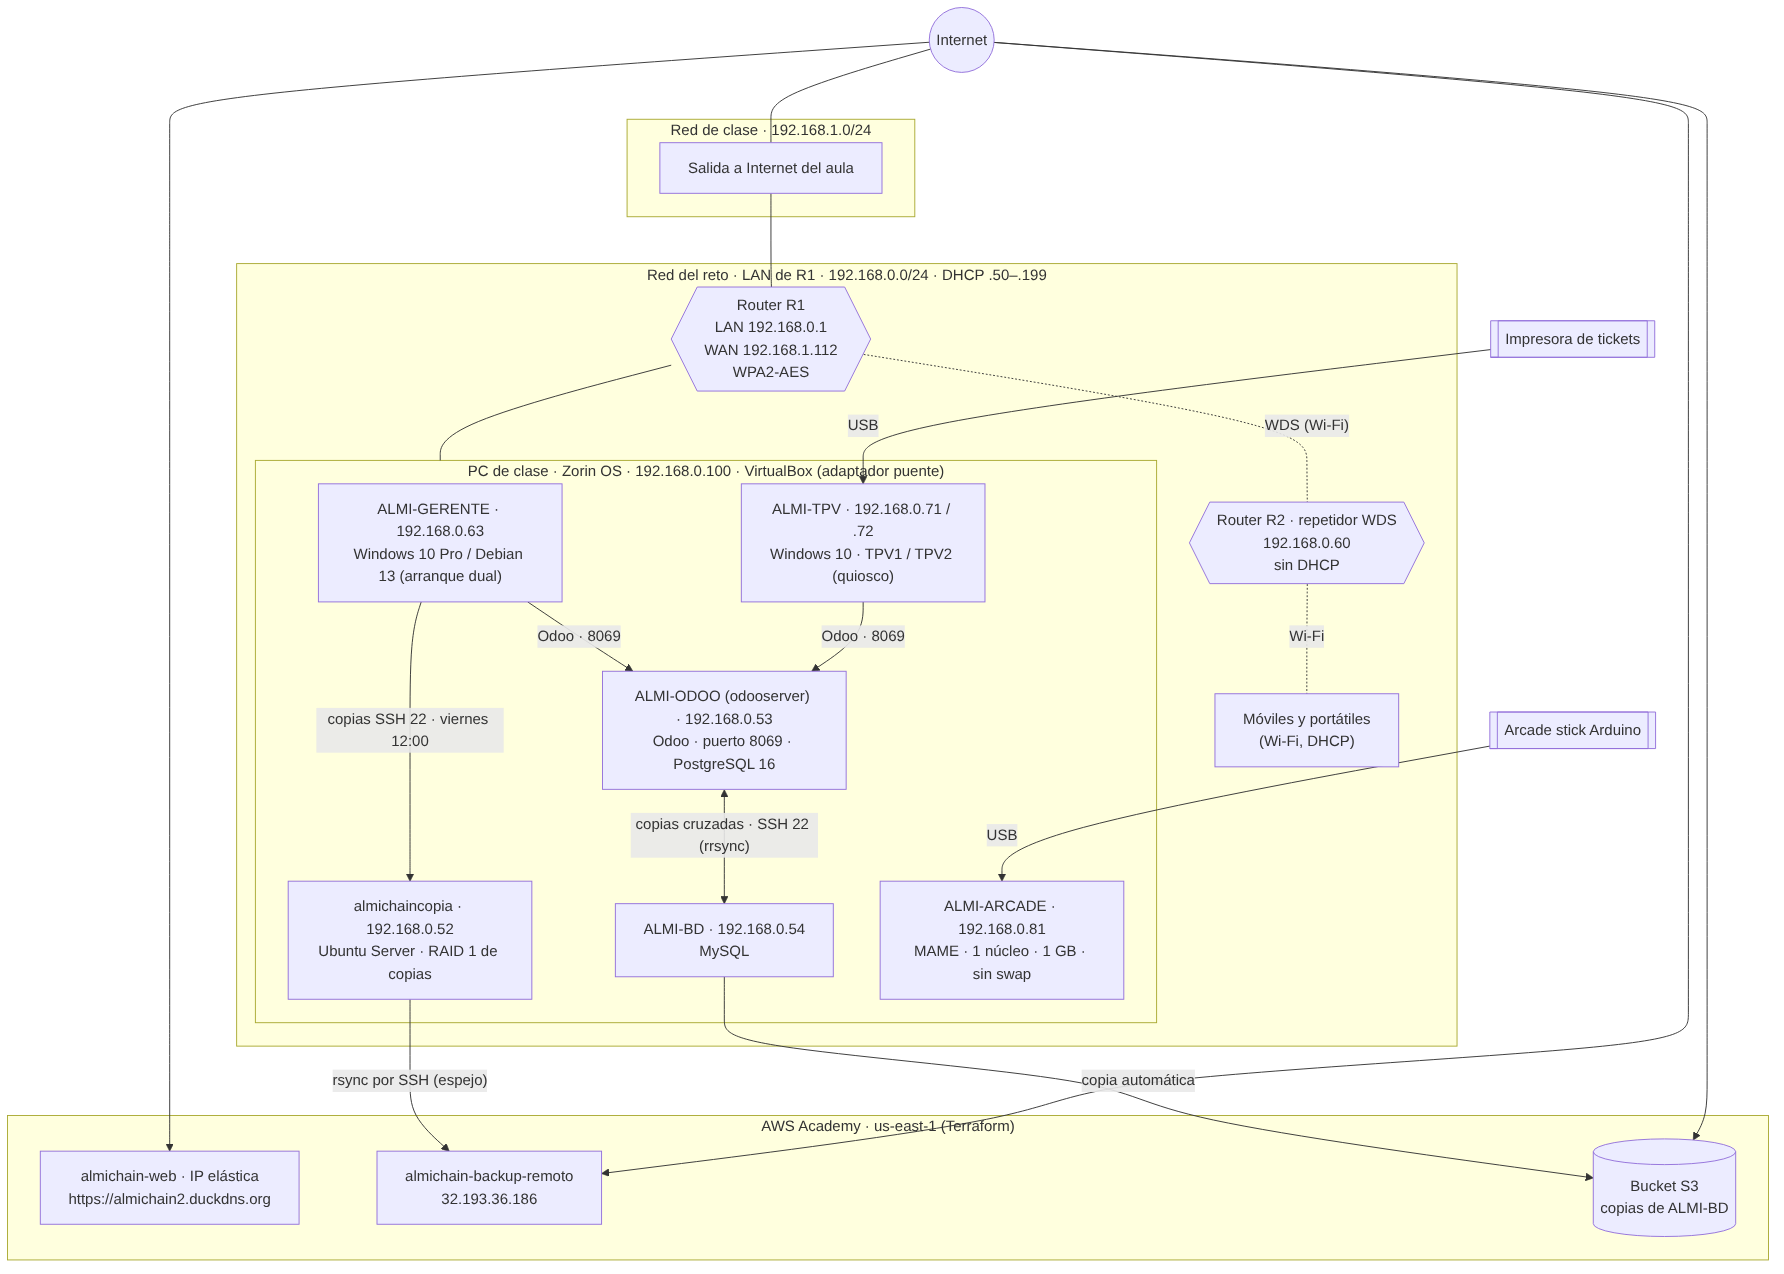 Internet
Red de clase · 192.168.1.0/24
Salida a Internet del aula
Red del reto · LAN de R1 · 192.168.0.0/24 · DHCP .50–.199
Router R1
LAN 192.168.0.1
WAN 192.168.1.112
WPA2-AES
Impresora de tickets
USB
WDS (Wi-Fi)
PC de clase · Zorin OS · 192.168.0.100 · VirtualBox (adaptador puente)
ALMI-GERENTE ·
192.168.0.63
Windows 10 Pro / Debian
13 (arranque dual)
ALMI-TPV · 192.168.0.71 /
.72
Windows 10 · TPV1 / TPV2
(quiosco)
Router R2 · repetidor WDS
192.168.0.60
sin DHCP
Odoo · 8069
Odoo · 8069
Wi-Fi
copias SSH 22 · viernes
12:00
ALMI-ODOO (odooserver)
· 192.168.0.53
Odoo · puerto 8069 ·
PostgreSQL 16
Móviles y portátiles
(Wi-Fi, DHCP)
Arcade stick Arduino
copias cruzadas · SSH 22
(rrsync)
USB
almichaincopia ·
192.168.0.52
Ubuntu Server · RAID 1 de
copias
ALMI-BD · 192.168.0.54
MySQL
ALMI-ARCADE ·
192.168.0.81
MAME · 1 núcleo · 1 GB ·
sin swap
rsync por SSH (espejo)
copia automática
AWS Academy · us-east-1 (Terraform)
almichain-web · IP elástica
https://almichain2.duckdns.org
almichain-backup-remoto
32.193.36.186
Bucket S3
copias de ALMI-BD